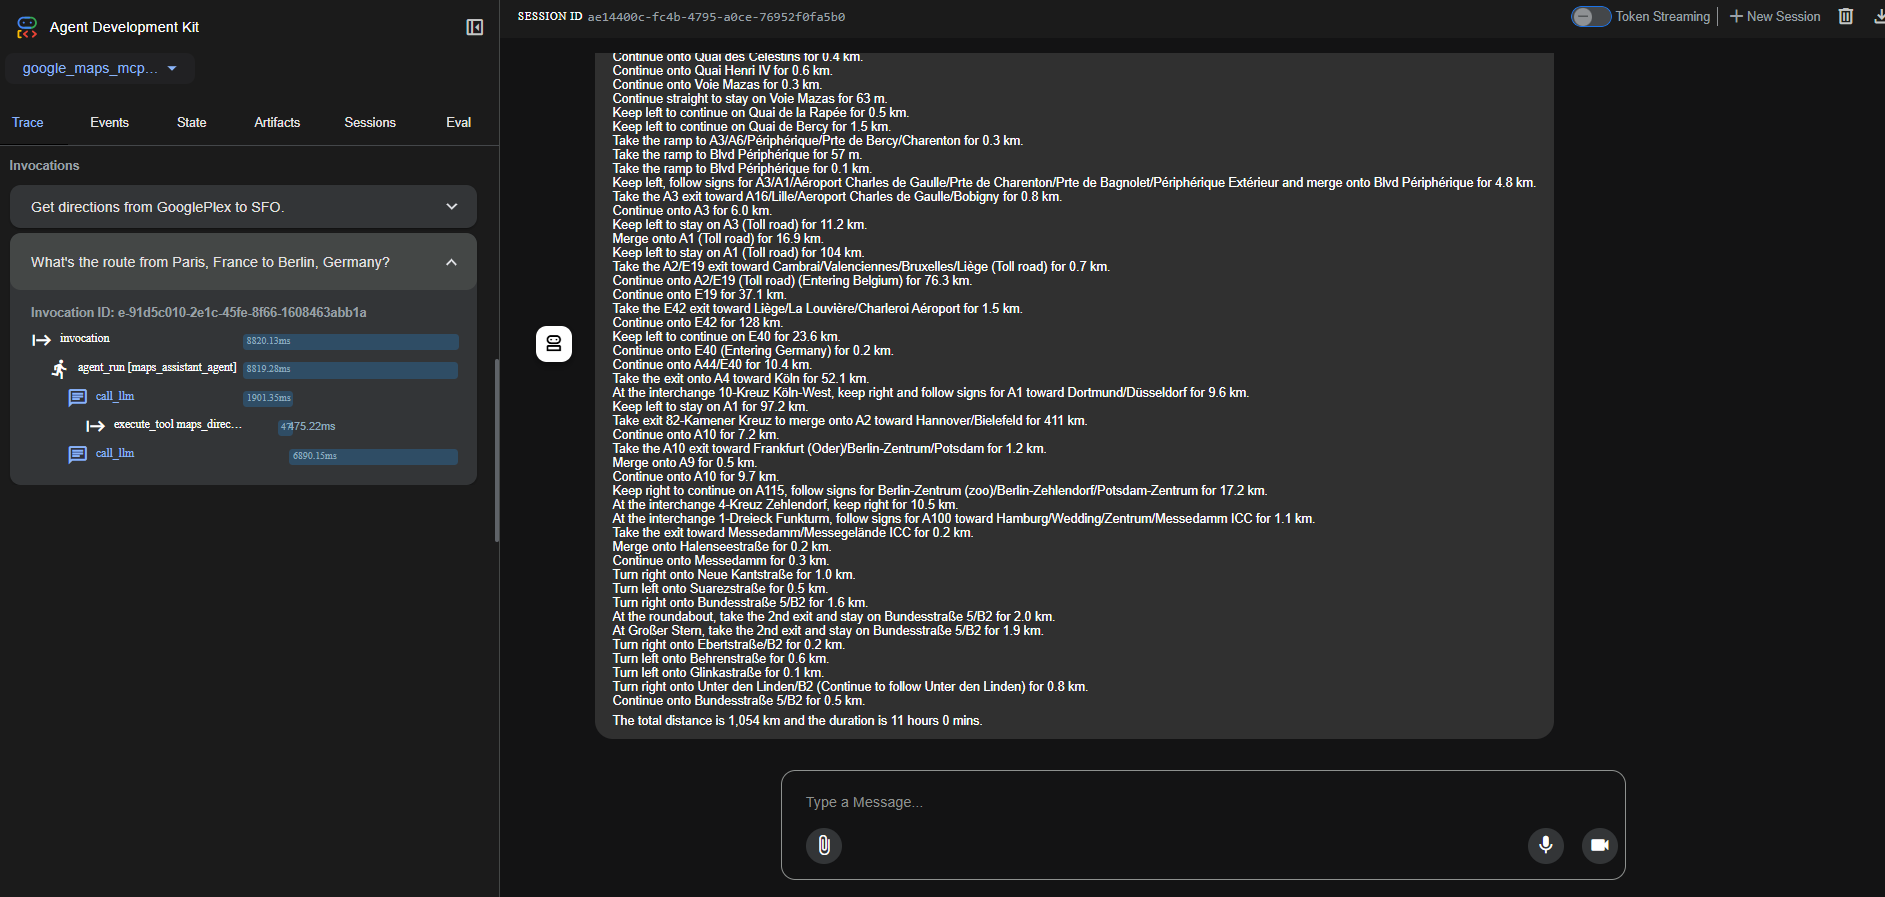 Agent Development Kit
google_maps_mcp...
Trace Events State Artifacts Sessions Eval
Invocations
Get directions from GooglePlex to SFO.
What's the route from Paris, France to Berlin, Germany?
Invocation ID: e-91d5c010-2e1c-45fe-8f66-1608463abb1a
invocation 8820.13ms
agent_run [maps_assistant_agent] 8819.28ms
call_llm 1901.35ms
execute_tool maps_direc...
call_llm 6890.15ms
SESSION ID ae14400c-fc4b-4795-a0ce-76952f0fa5b0
Token Streaming
New Session
Continue onto Quai des Célestins for 0.4 km.
Continue onto Quai Henri IV for 0.6 km.
Continue onto Voie Mazas for 0.3 km.
Continue straight to stay on Voie Mazas for 63 m.
Keep left to continue on Quai de la Rapée for 0.5 km.
Keep left to continue on Quai de Bercy for 1.5 km.
Take the ramp to A3/A6/Périphérique/Prte de Bercy/Charenton for 0.3 km.
Take the ramp to Blvd Périphérique for 57 m.
Take the ramp to Blvd Périphérique for 0.1 km.
Keep left, follow signs for A3/A1/Aéroport Charles de Gaulle/Prte de Charenton/Prte de Bagnolet/Périphérique Extérieur and merge onto Blvd Périphérique for 4.8 km.
Take the A3 exit toward A16/Lille/Aeroport Charles de Gaulle/Bobigny for 0.8 km.
Continue onto A3 for 6.0 km.
Keep left to stay on A3 (Toll road) for 11.2 km.
Merge onto A1 (Toll road) for 16.9 km.
Keep left to stay on A1 (Toll road) for 104 km.
Take the A2/E19 exit toward Cambrai/Valenciennes/Bruxelles/Liège (Toll road) for 0.7 km.
Continue onto A2/E19 (Toll road) (Entering Belgium) for 76.3 km.
Continue onto E19 for 37.1 km.
Take the E42 exit toward Liège/La Louvière/Charleroi Aéroport for 1.5 km.
Continue onto E42 for 128 km.
Keep left to continue on E40 for 23.6 km.
Continue onto E40 (Entering Germany) for 0.2 km.
Continue onto A44/E40 for 10.4 km.
Take the exit onto A4 toward Köln for 52.1 km.
At the interchange 10-Kreuz Köln-West, keep right and follow signs for A1 toward Dortmund/Düsseldorf for 9.6 km.
Keep left to stay on A1 for 97.2 km.
Take exit 82-Kamener Kreuz to merge onto A2 toward Hannover/Bielefeld for 411 km.
Continue onto A10 for 7.2 km.
Take the A10 exit toward Frankfurt (Oder)/Berlin-Zentrum/Potsdam for 1.2 km.
Merge onto A9 for 0.5 km.
Continue onto A10 for 9.7 km.
Keep right to continue on A115, follow signs for Berlin-Zentrum (zoo)/Berlin-Zehlendorf/Potsdam-Zentrum for 17.2 km.
At the interchange 4-Kreuz Zehlendorf, keep right for 10.5 km.
At the interchange 1-Dreieck Funkturm, follow signs for A100 toward Hamburg/Wedding/Zentrum/Messedamm ICC for 1.1 km.
Take the exit toward Messedamm/Messegelände ICC for 0.2 km.
Merge onto Halenseestraße for 0.2 km.
Continue onto Messedamm for 0.3 km.
Turn right onto Neue Kantstraße for 1.0 km.
Turn left onto Suarezstraße for 0.5 km.
Turn right onto Bundesstraße 5/B2 for 1.6 km.
At the roundabout, take the 2nd exit and stay on Bundesstraße 5/B2 for 2.0 km.
At Großer Stern, take the 2nd exit and stay on Bundesstraße 5/B2 for 1.9 km.
Turn right onto Ebertstraße/B2 for 0.2 km.
Turn left onto Behrenstraße for 0.6 km.
Turn left onto Glinkastraße for 0.1 km.
Turn right onto Unter den Linden/B2 (Continue to follow Unter den Linden) for 0.8 km.
Continue onto Bundesstraße 5/B2 for 0.5 km.
The total distance is 1,054 km and the duration is 11 hours 0 mins.
Type a Message...